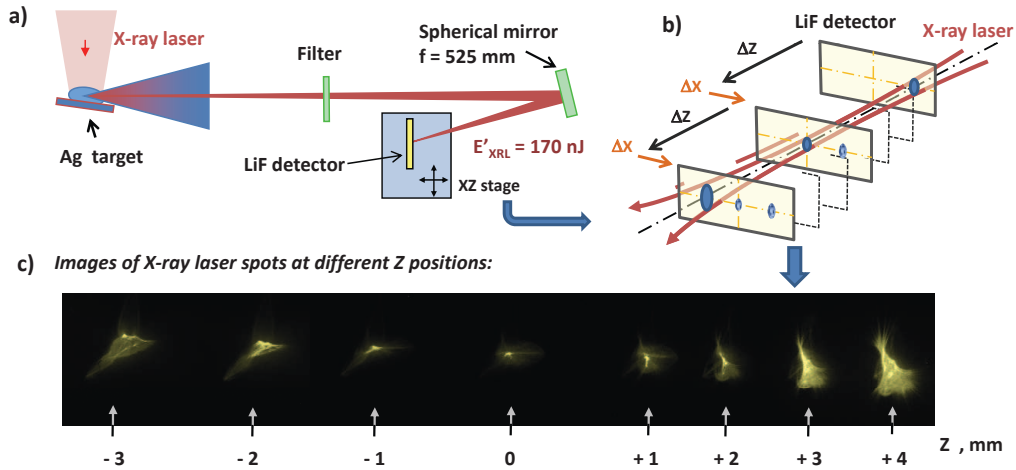 a)
X-ray laser
Ag target
Filter
Spherical mirror
f = 525 mm
LiF detector
E'XRL = 170 nJ
XZ stage
b)
LiF detector
X-ray laser
ΔZ
ΔX
ΔZ
ΔX
c) Images of X-ray laser spots at different Z positions:
- 3 - 2 - 1 0 + 1 + 2 + 3 + 4 Z , mm